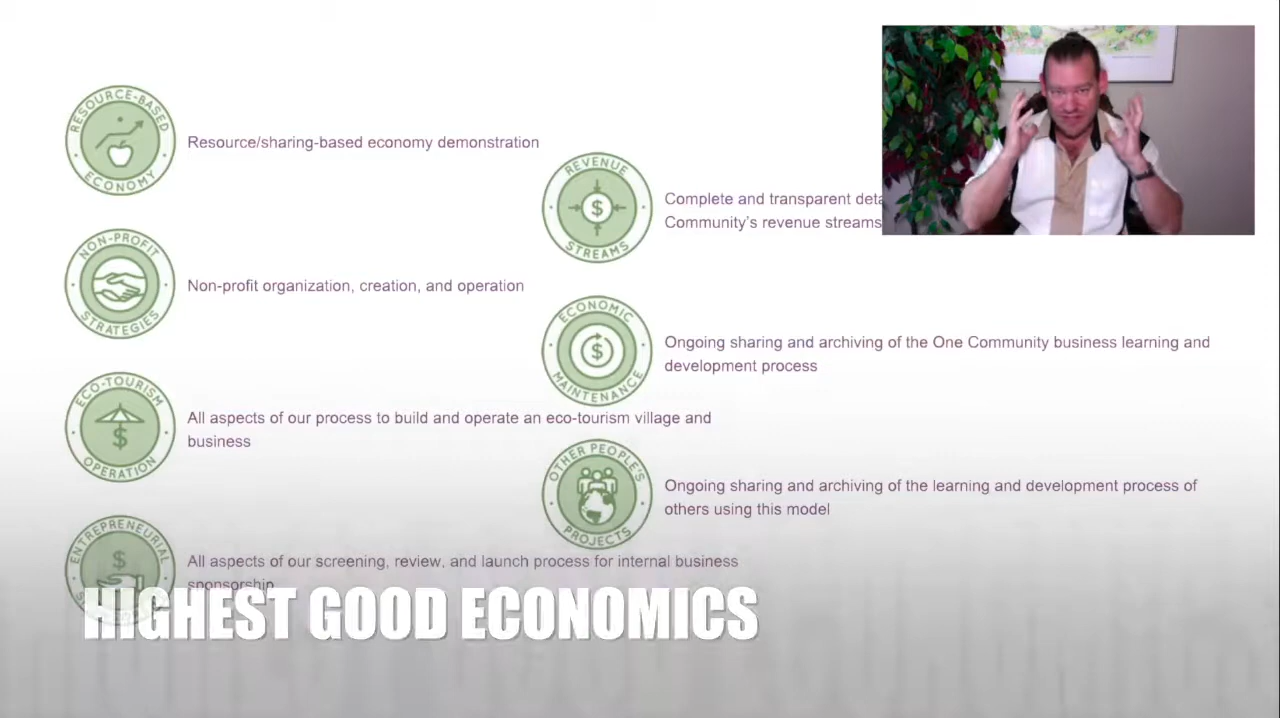 RESOURCE-BASED
ECONOMY
Resource/sharing-based economy demonstration
NON-PROFIT
STRATEGIES
Non-profit organization, creation, and operation
ECO-TOURISM
$
OPERATION
All aspects of our process to build and operate an eco-tourism village and
business
ENTREPRENEURIAL
$
All aspects of our screening, review, and launch process for internal business
sponsorship
REVENUE
$
STREAMS
Complete and transparent
Community's revenue streams
ECONOMIC
$
MAINTENANCE
Ongoing sharing and archiving of the One Community business learning and
development process
OTHER PEOPLE'S
PROJECTS
Ongoing sharing and archiving of the learning and development process of
others using this model
HIGHEST GOOD ECONOMICS